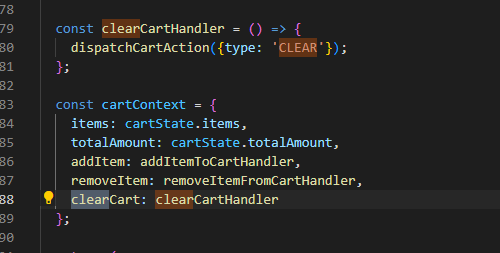 78
79 const clearCartHandler = () => {
80 dispatchCartAction({type: 'CLEAR'});
81 };
82
83 const cartContext = {
84 items: cartState.items,
85 totalAmount: cartState.totalAmount,
86 addItem: addItemToCartHandler,
87 removeItem: removeItemFromCartHandler,
88 clearCart: clearCartHandler
89 };
90